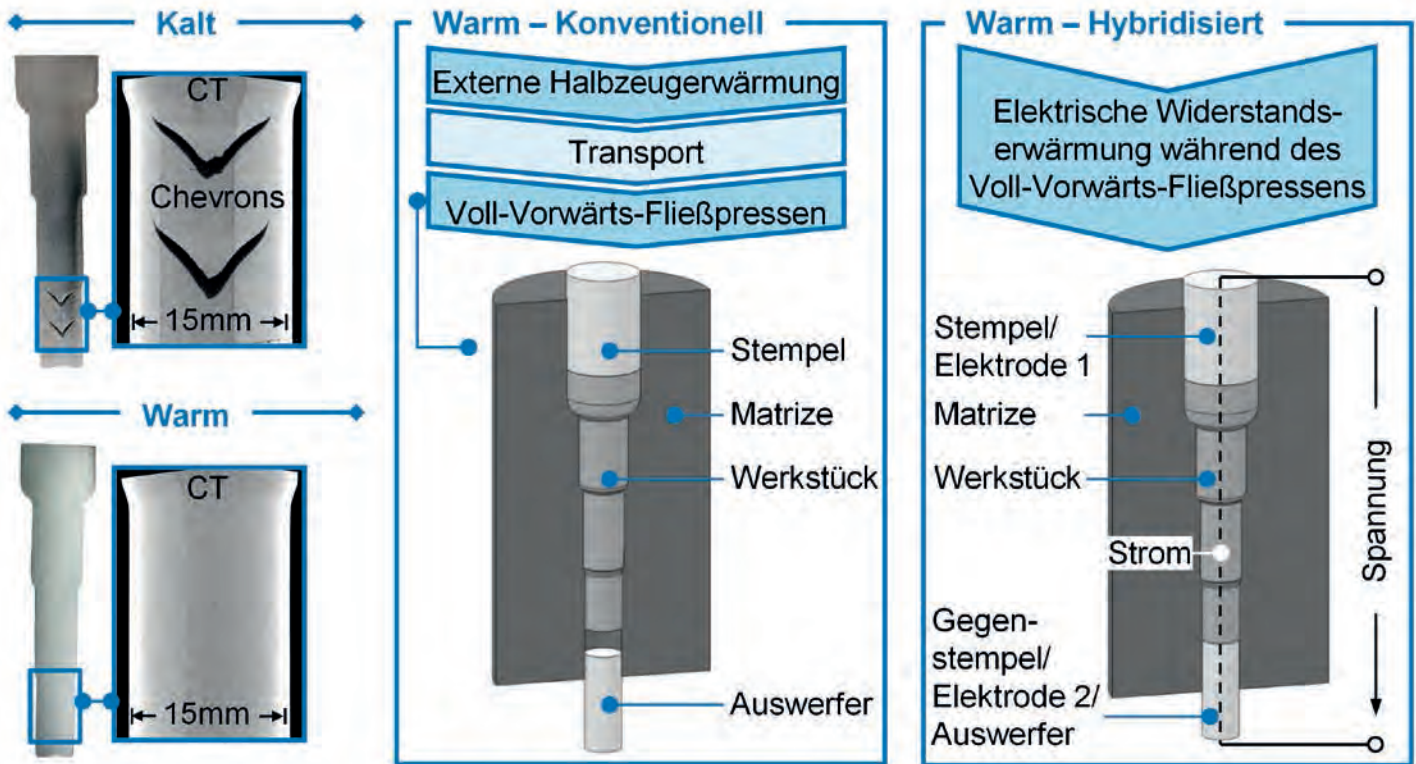 Kalt
CT
Chevrons
15mm
Warm
CT
15mm
Warm – Konventionell
Externe Halbzeugerwärmung
Transport
Voll-Vorwärts-Fließpressen
Stempel
Matrize
Werkstück
Auswerfer
Warm – Hybridisiert
Elektrische Widerstands-
erwärmung während des
Voll-Vorwärts-Fließpressens
Stempel/
Elektrode 1
Matrize
Werkstück
Strom
Gegen-
stempel/
Elektrode 2/
Auswerfer
Spannung